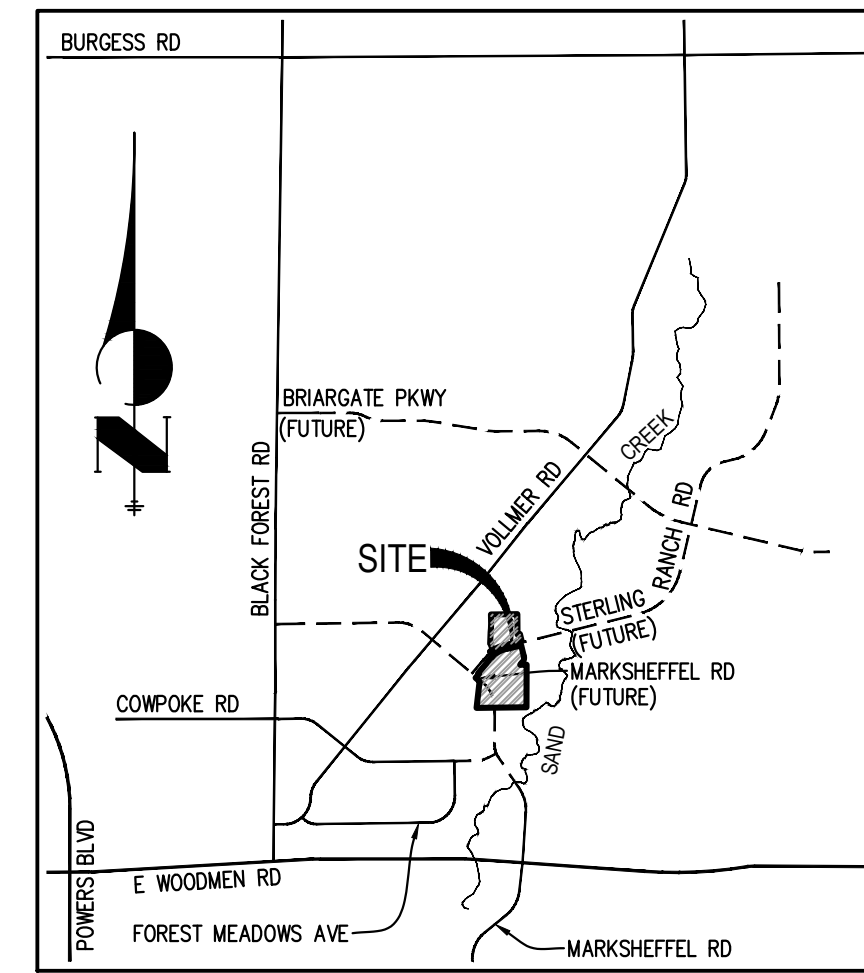 BURGESS RD
N
BRIARGATE PKWY
(FUTURE)
CREEK
BLACK FOREST RD
VOLLMER RD
RANCH RD
SITE
STERLING
(FUTURE)
MARKSHEFFEL RD
(FUTURE)
COWPOKE RD
SAND
POWERS BLVD
E WOODMEN RD
FOREST MEADOWS AVE
MARKSHEFFEL RD